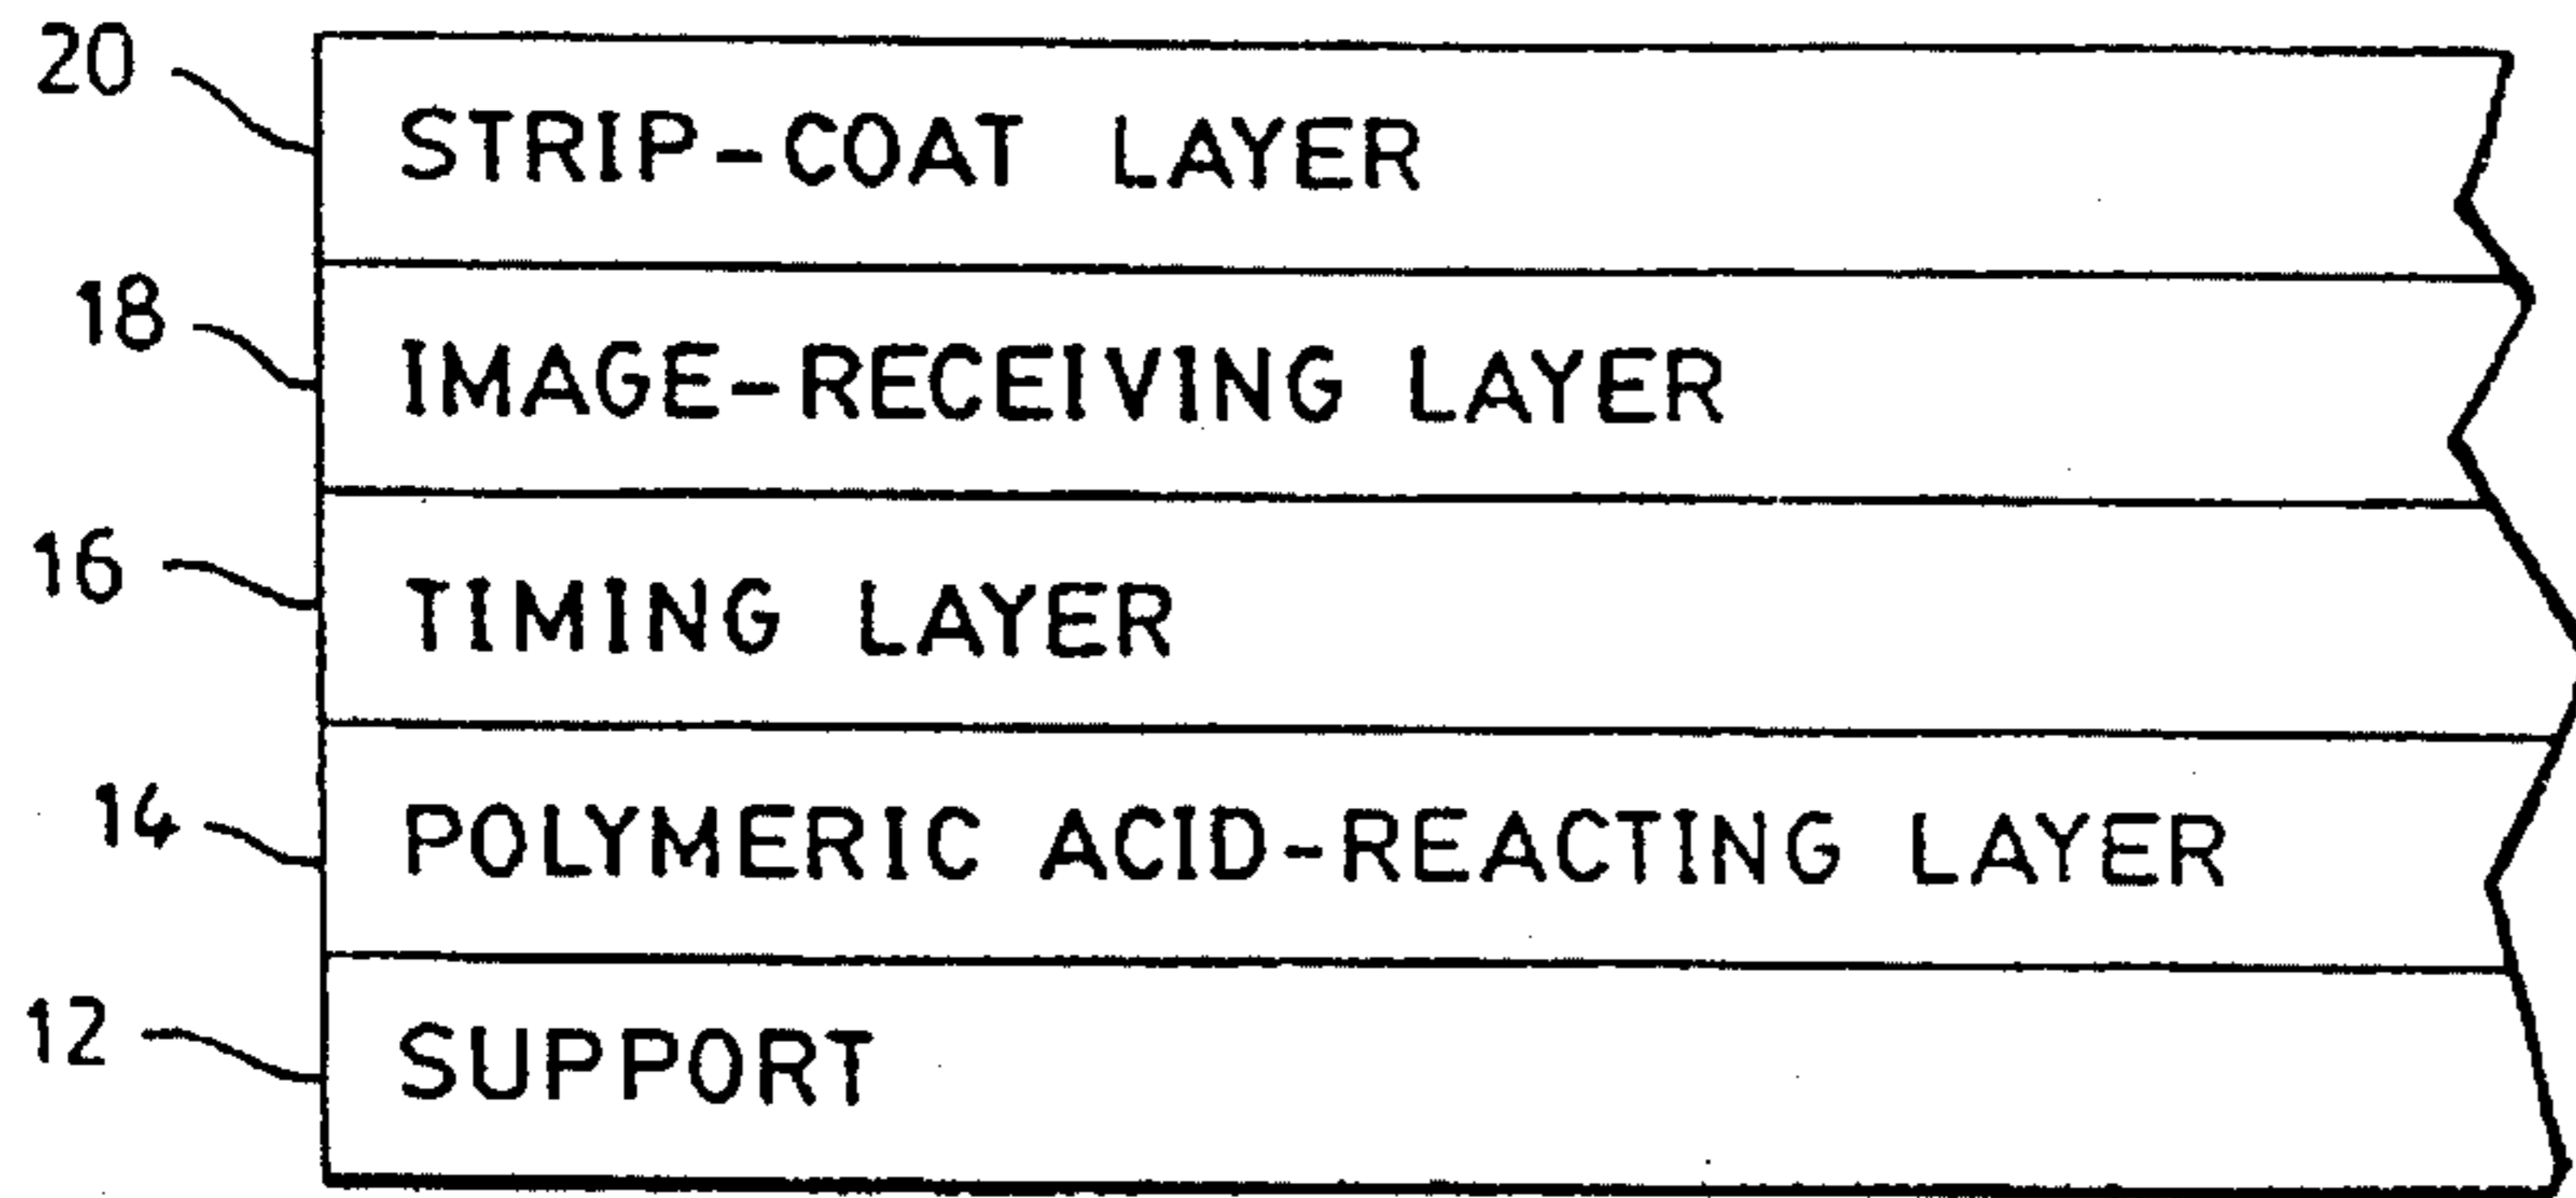 20 STRIP-COAT LAYER
18 IMAGE-RECEIVING LAYER
16 TIMING LAYER
14 POLYMERIC ACID-REACTING LAYER
12 SUPPORT